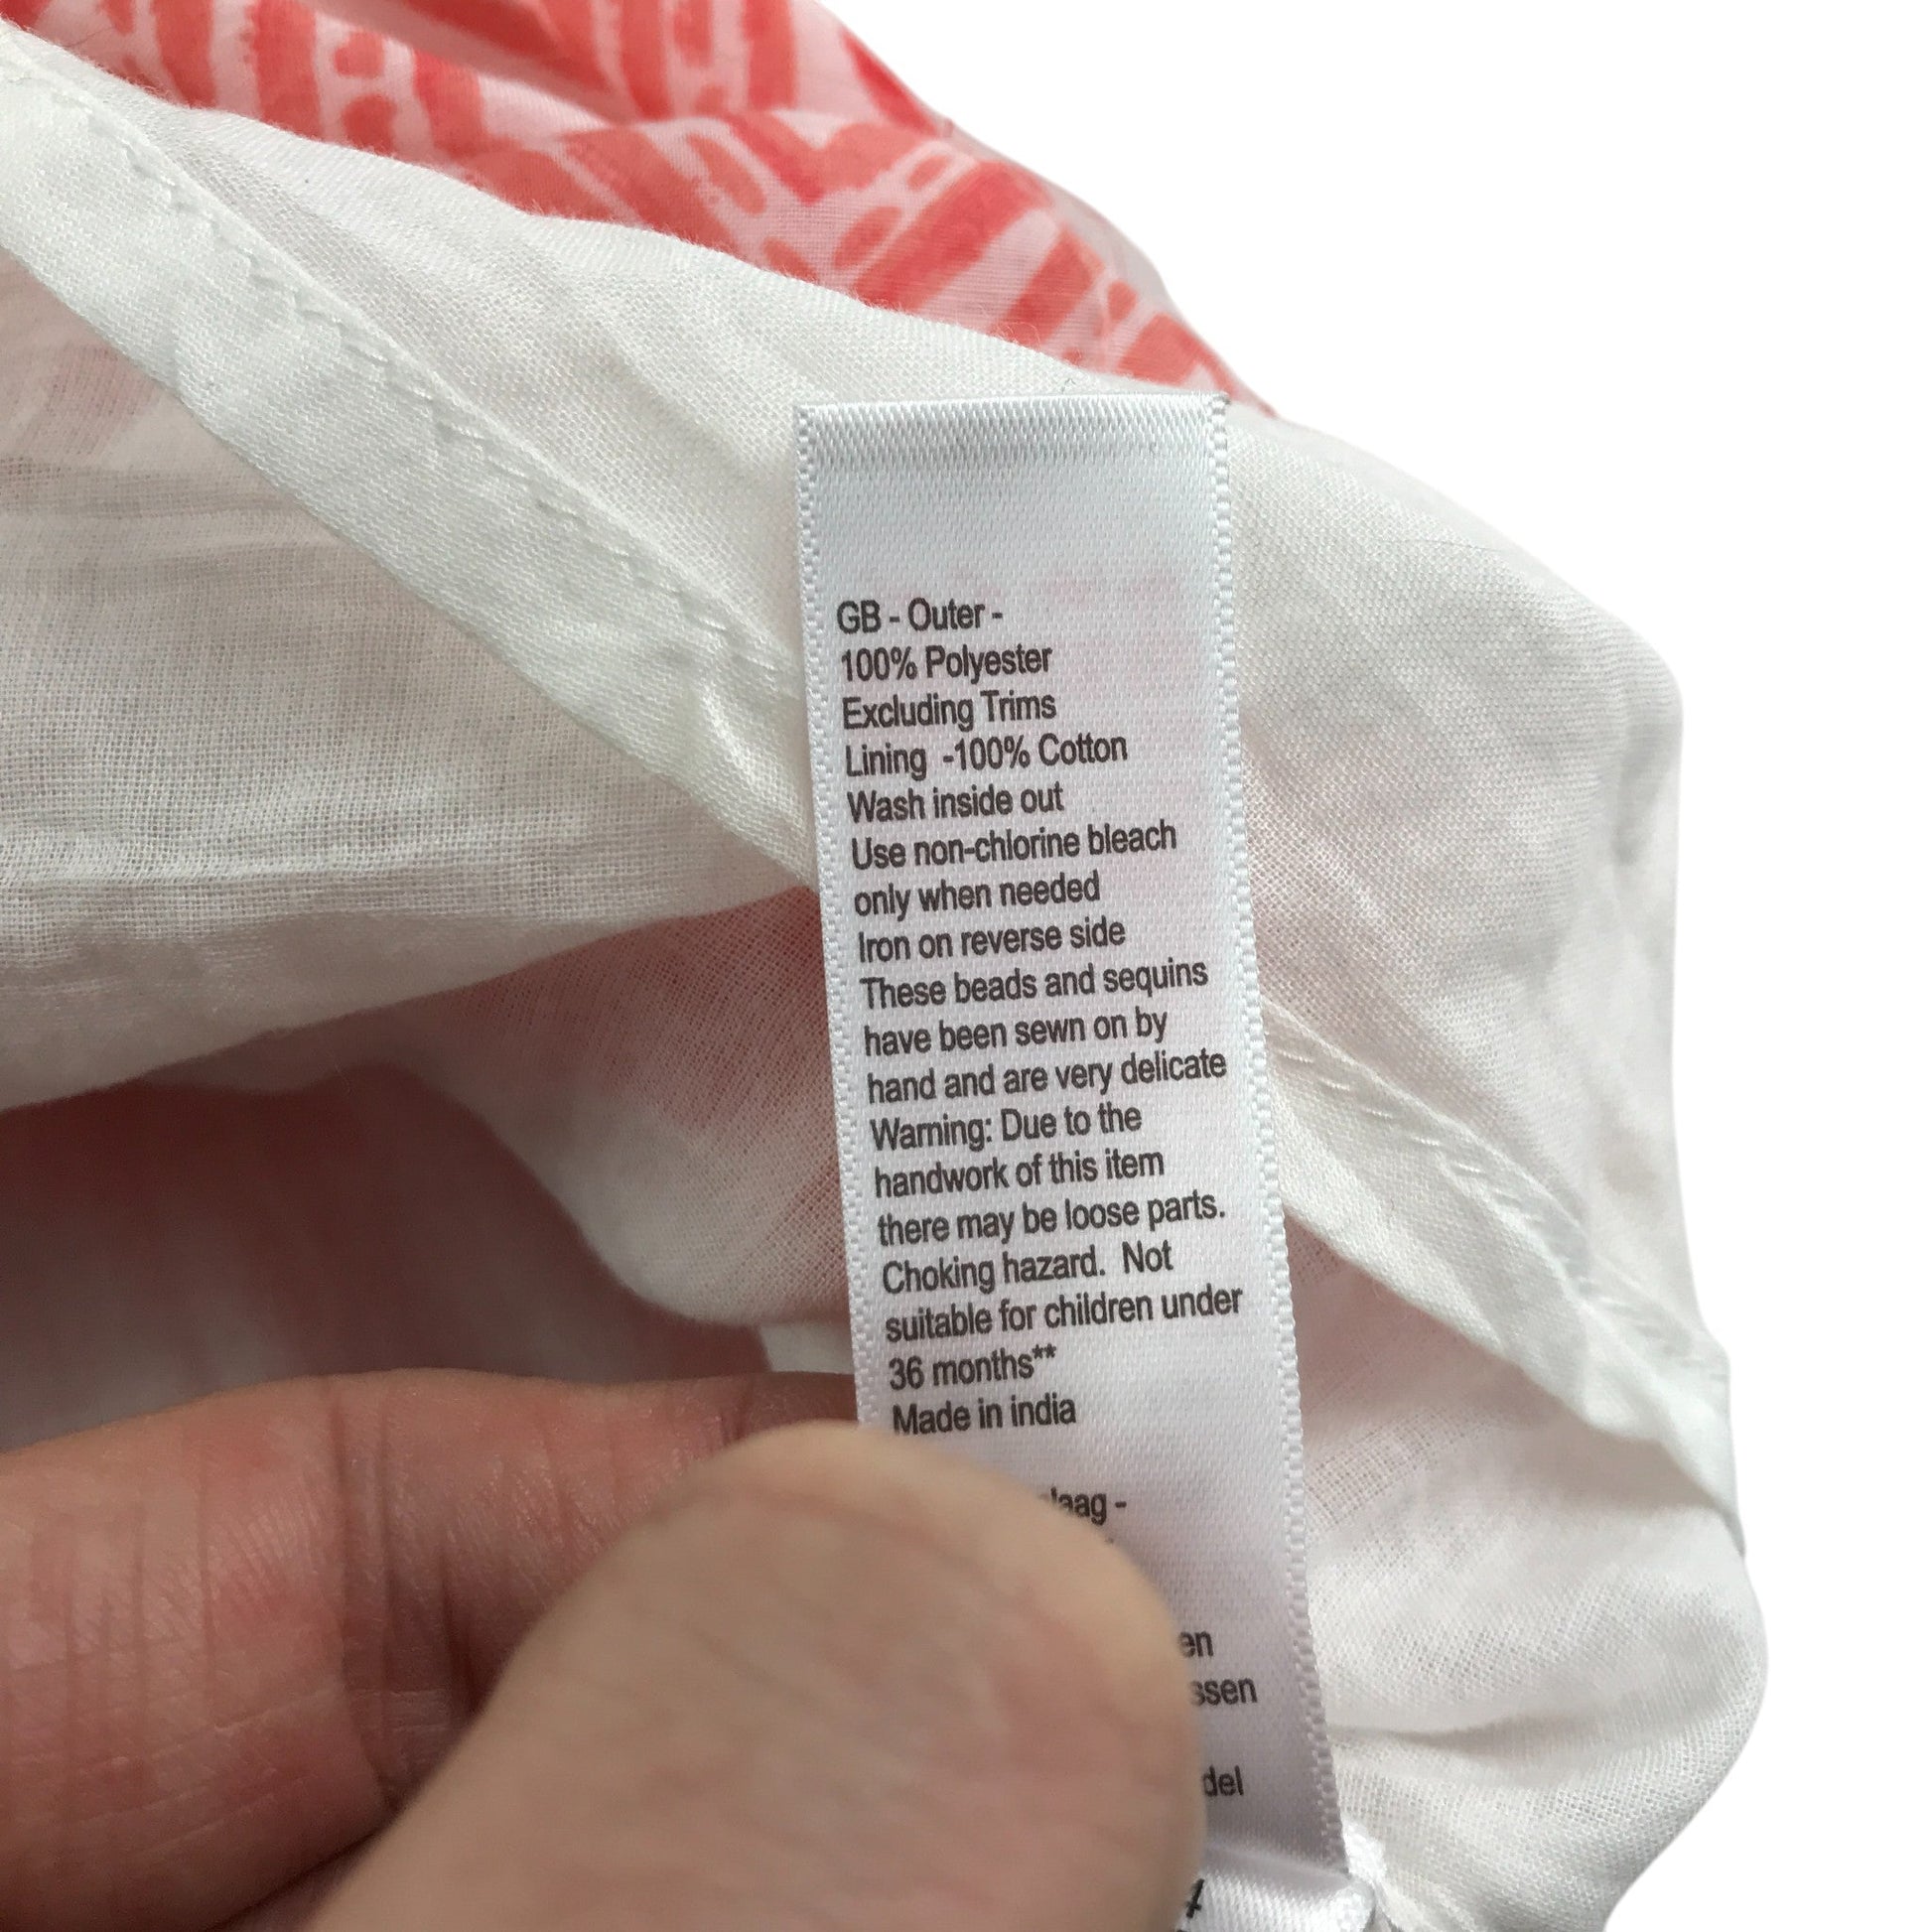 GB - Outer -
100% Polyester
Excluding Trims
Lining -100% Cotton
Wash inside out
Use non-chlorine bleach
only when needed
Iron on reverse side
These beads and sequins
have been sewn on by
hand and are very delicate
Warning: Due to the
handwork of this item
there may be loose parts.
Choking hazard. Not
suitable for children under
36 months**
Made in india